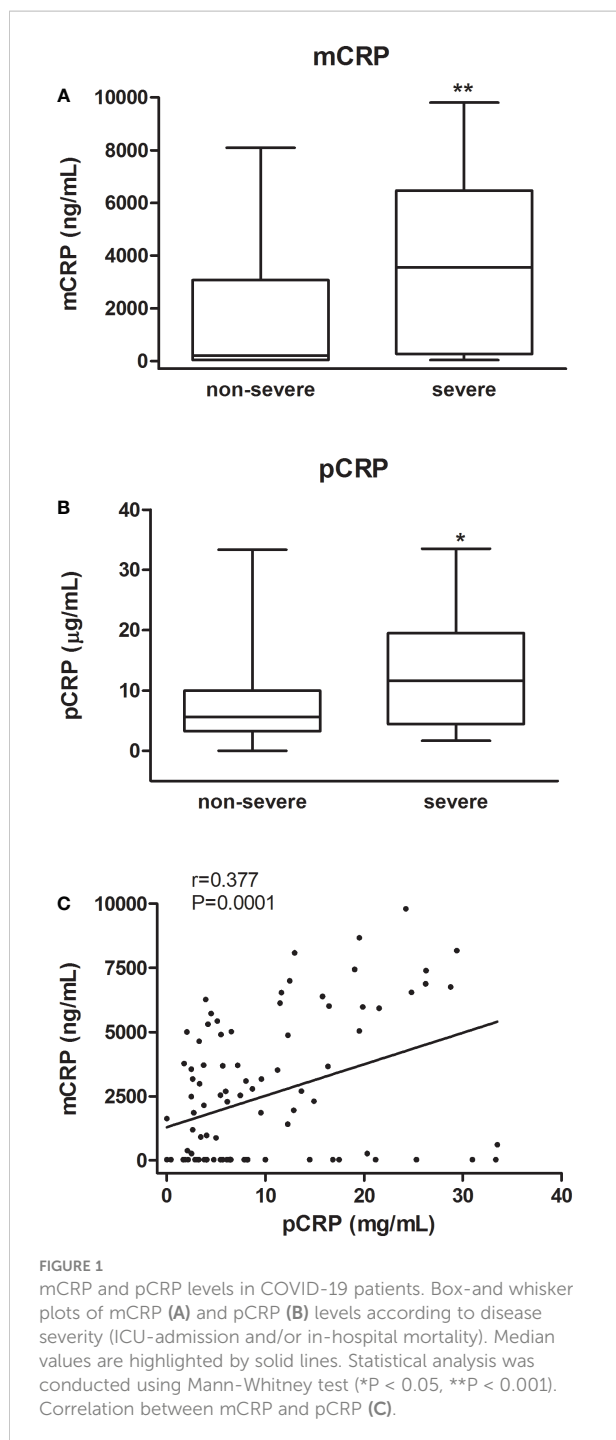 mCRP
A
**
10000
8000
6000
4000
2000
0
mCRP (ng/mL)
non-severe
severe
pCRP
B
*
40
30
20
10
0
pCRP (µg/mL)
non-severe
severe
r=0.377
P=0.0001
C
10000
7500
5000
2500
0
mCRP (ng/mL)
0
10
20
30
40
pCRP (mg/mL)
FIGURE 1
mCRP and pCRP levels in COVID-19 patients. Box-and whisker
plots of mCRP (A) and pCRP (B) levels according to disease
severity (ICU-admission and/or in-hospital mortality). Median
values are highlighted by solid lines. Statistical analysis was
conducted using Mann-Whitney test (*P < 0.05, **P < 0.001).
Correlation between mCRP and pCRP (C).